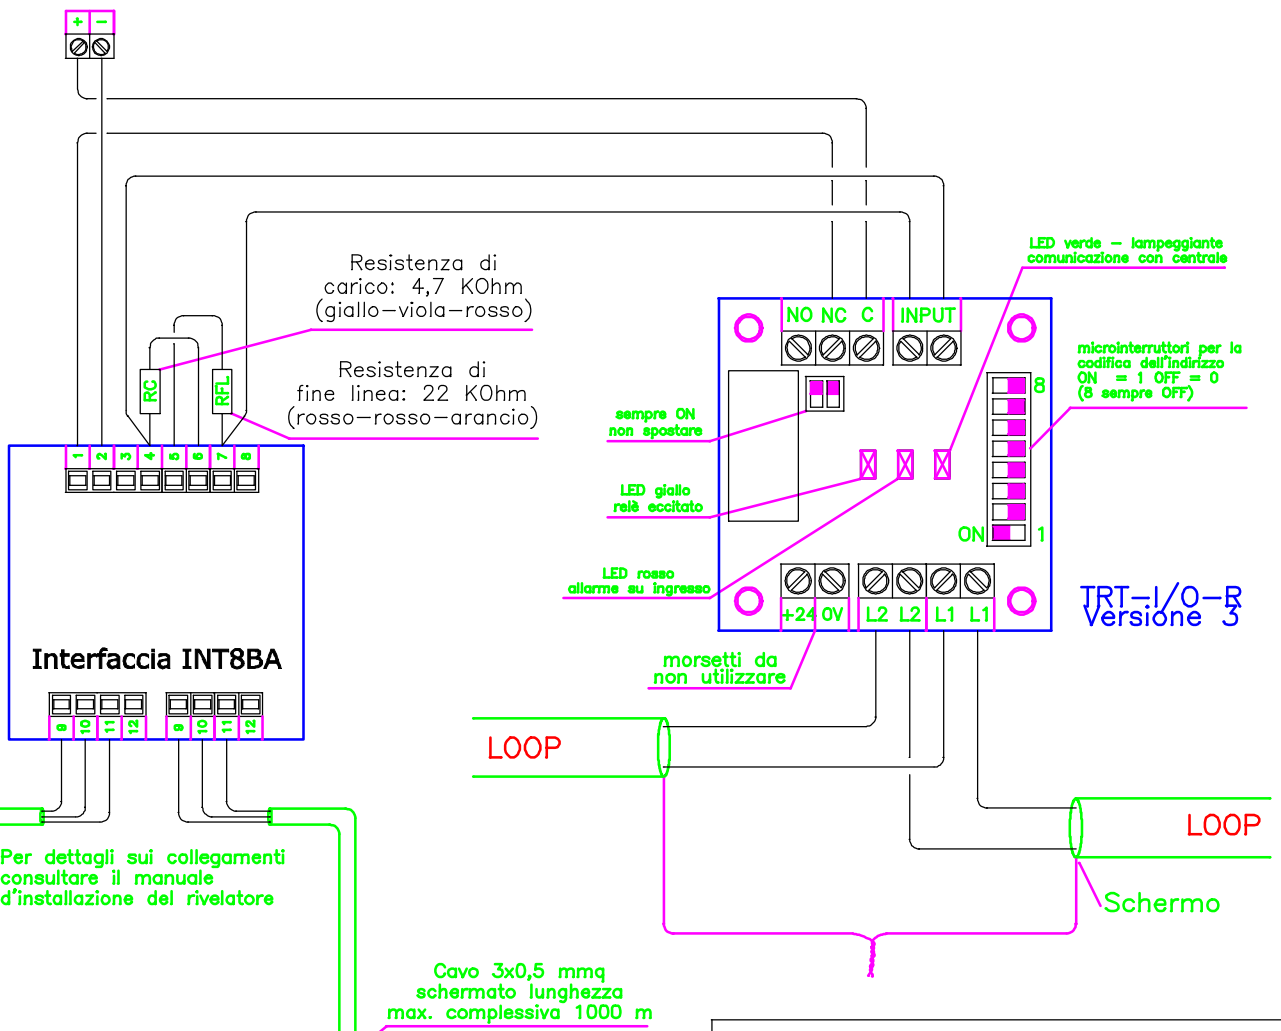 + −
Resistenza di
carico: 4,7 KOhm
(giallo−viola−rosso)
Resistenza di
fine linea: 22 KOhm
(rosso−rosso−arancio)
RC
RFL
1 2 3 4 5 6 7 8
Interfaccia INT8BA
9 10 11 12 9 10 11 12
Per dettagli sui collegamenti
consultare il manuale
d'installazione del rivelatore
Cavo 3x0,5 mmq
schermato lunghezza
max. complessiva 1000 m
LED verde − lampeggiante
comunicazione con centrale
NO NC C INPUT
microinterruttori per la
codifica dell'indirizzo
ON = 1 OFF = 0
(8 sempre OFF)
8
sempre ON
non spostare
LED giallo
relè eccitato
ON 1
LED rosso
allarme su ingresso
+24 0V L2 L2 L1 L1
TRT−I/O−R
Versione 3
morsetti da
non utilizzare
LOOP
LOOP
Schermo